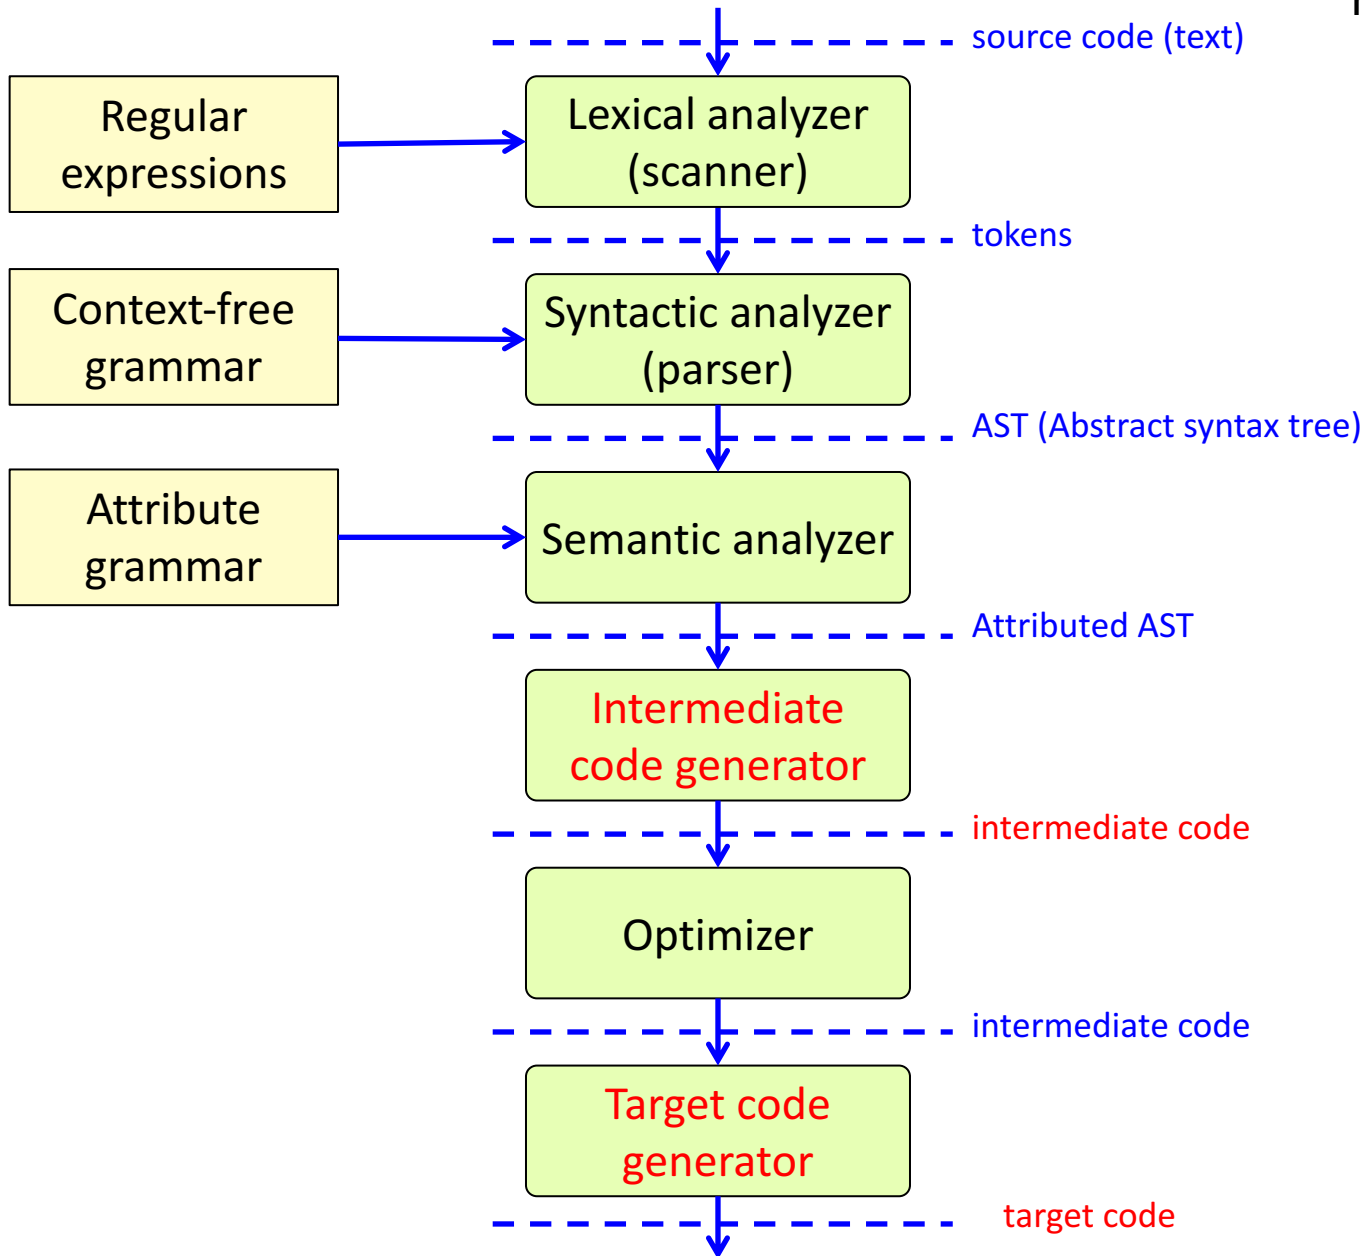 source code (text)
Regular
expressions
Lexical analyzer
(scanner)
tokens
Context-free
grammar
Syntactic analyzer
(parser)
AST (Abstract syntax tree)
Attribute
grammar
Semantic analyzer
Attributed AST
Intermediate
code generator
intermediate code
Optimizer
intermediate code
Target code
generator
target code